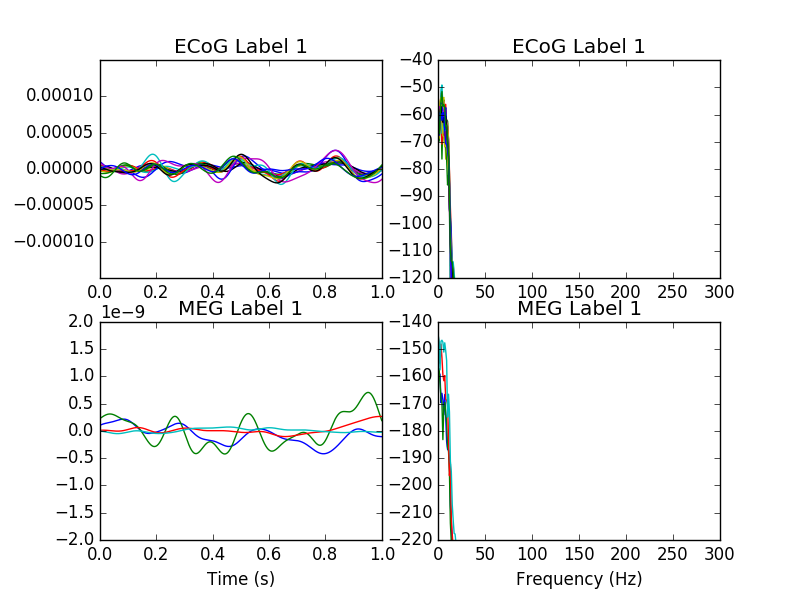 ECoG Label 1
0.00010
0.00005
0.00000
−0.00005
−0.00010
0.0 0.2 0.4 0.6 0.8 1.0
ECoG Label 1
−40
−50
−60
−70
−80
−90
−100
−110
−120
0 50 100 150 200 250 300
1e−9
MEG Label 1
2.0
1.5
1.0
0.5
0.0
−0.5
−1.0
−1.5
−2.0
0.0 0.2 0.4 0.6 0.8 1.0
Time (s)
MEG Label 1
−140
−150
−160
−170
−180
−190
−200
−210
−220
0 50 100 150 200 250 300
Frequency (Hz)